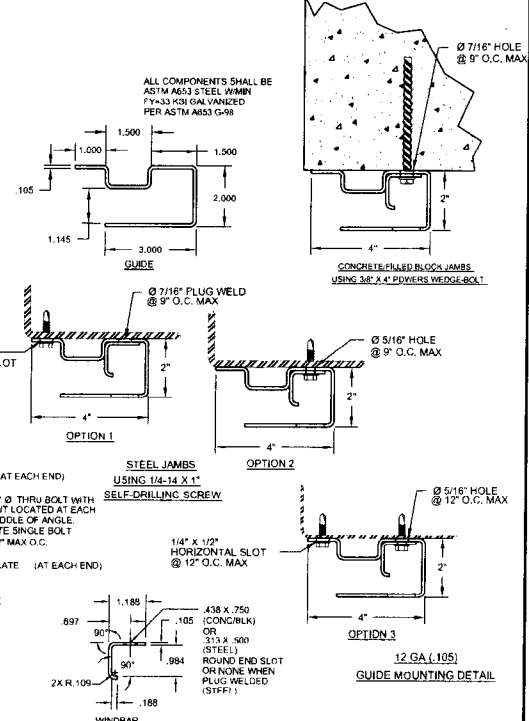 Ø 7/16" HOLE
@ 9" O.C. MAX
ALL COMPONENTS SHALL BE
ASTM A653 STEEL W/MIN
FY=33 KSI GALVANIZED
PER ASTM A653 G-98
1.500
1.000
1.500
.105
2.000
1.145
3.000
GUIDE
2"
4"
CONCRETE/FILLED BLOCK JAMBS
USING 3/8" X 4" POWERS WEDGE-BOLT
Ø 7/16" PLUG WELD
@ 9" O.C. MAX
Ø 5/16" HOLE
@ 9" O.C. MAX
LOT
2"
4"
OPTION 1
2"
4"
OPTION 2
STEEL JAMBS
USING 1/4-14 X 1"
SELF-DRILLING SCREW
AT EACH END)
" Ø THRU BOLT WITH
T LOCATED AT EACH
DDLE OF ANGLE.
TE SINGLE BOLT
" MAX O.C.
LATE (AT EACH END)
Ø 5/16" HOLE
@ 12" O.C. MAX
1/4" X 1/2"
HORIZONTAL SLOT
@ 12" O.C. MAX
2"
4"
OPTION 3
12 GA (.105)
GUIDE MOUNTING DETAIL
1.188
.697
.105
90°
90°
.984
2X R.109
.188
.438 X .750
(CONC/BLK)
OR
.313 X .500
(STEEL)
ROUND END SLOT
OR NONE WHEN
PLUG WELDED
(STEEL)
WINDBAR